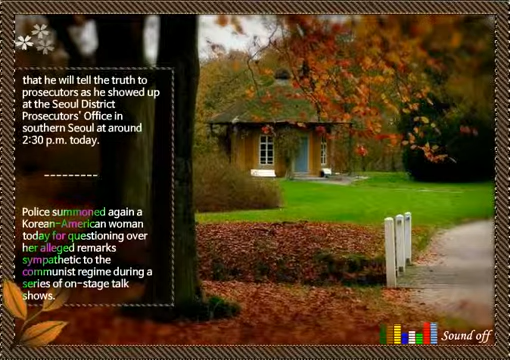 that he will tell the truth to
prosecutors as he showed up
at the Seoul District
Prosecutors' Office in
southern Seoul at around
2:30 p.m. today.
---------
Police summoned again a
Korean-American woman
today for questioning over
her alleged remarks
sympathetic to the
communist regime during a
series of on-stage talk
shows.
Sound off